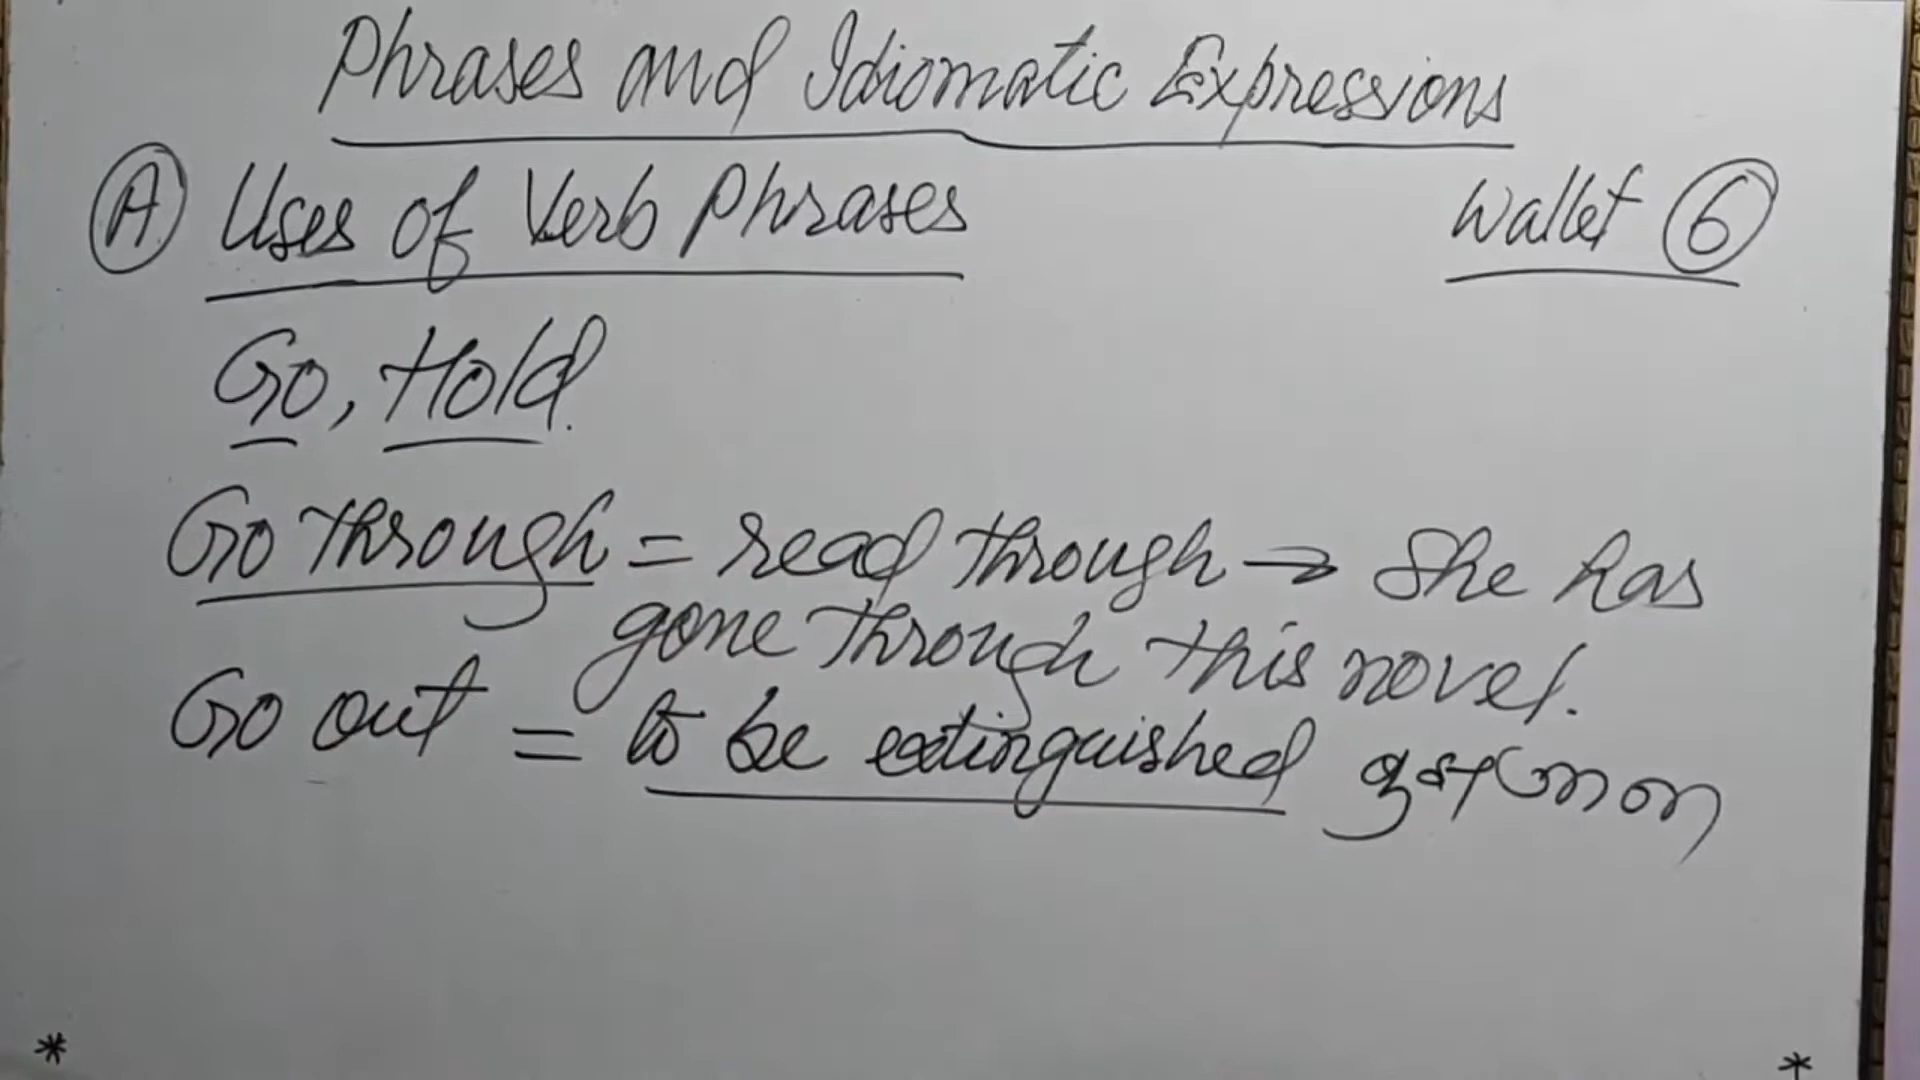 Phrases and Idiomatic Expressions
(A) Uses of Verb Phrases
Wallet (6)
Go, Hold.
Go through = read through → She has
gone through this novel.
Go out = to be extinguished
*
*